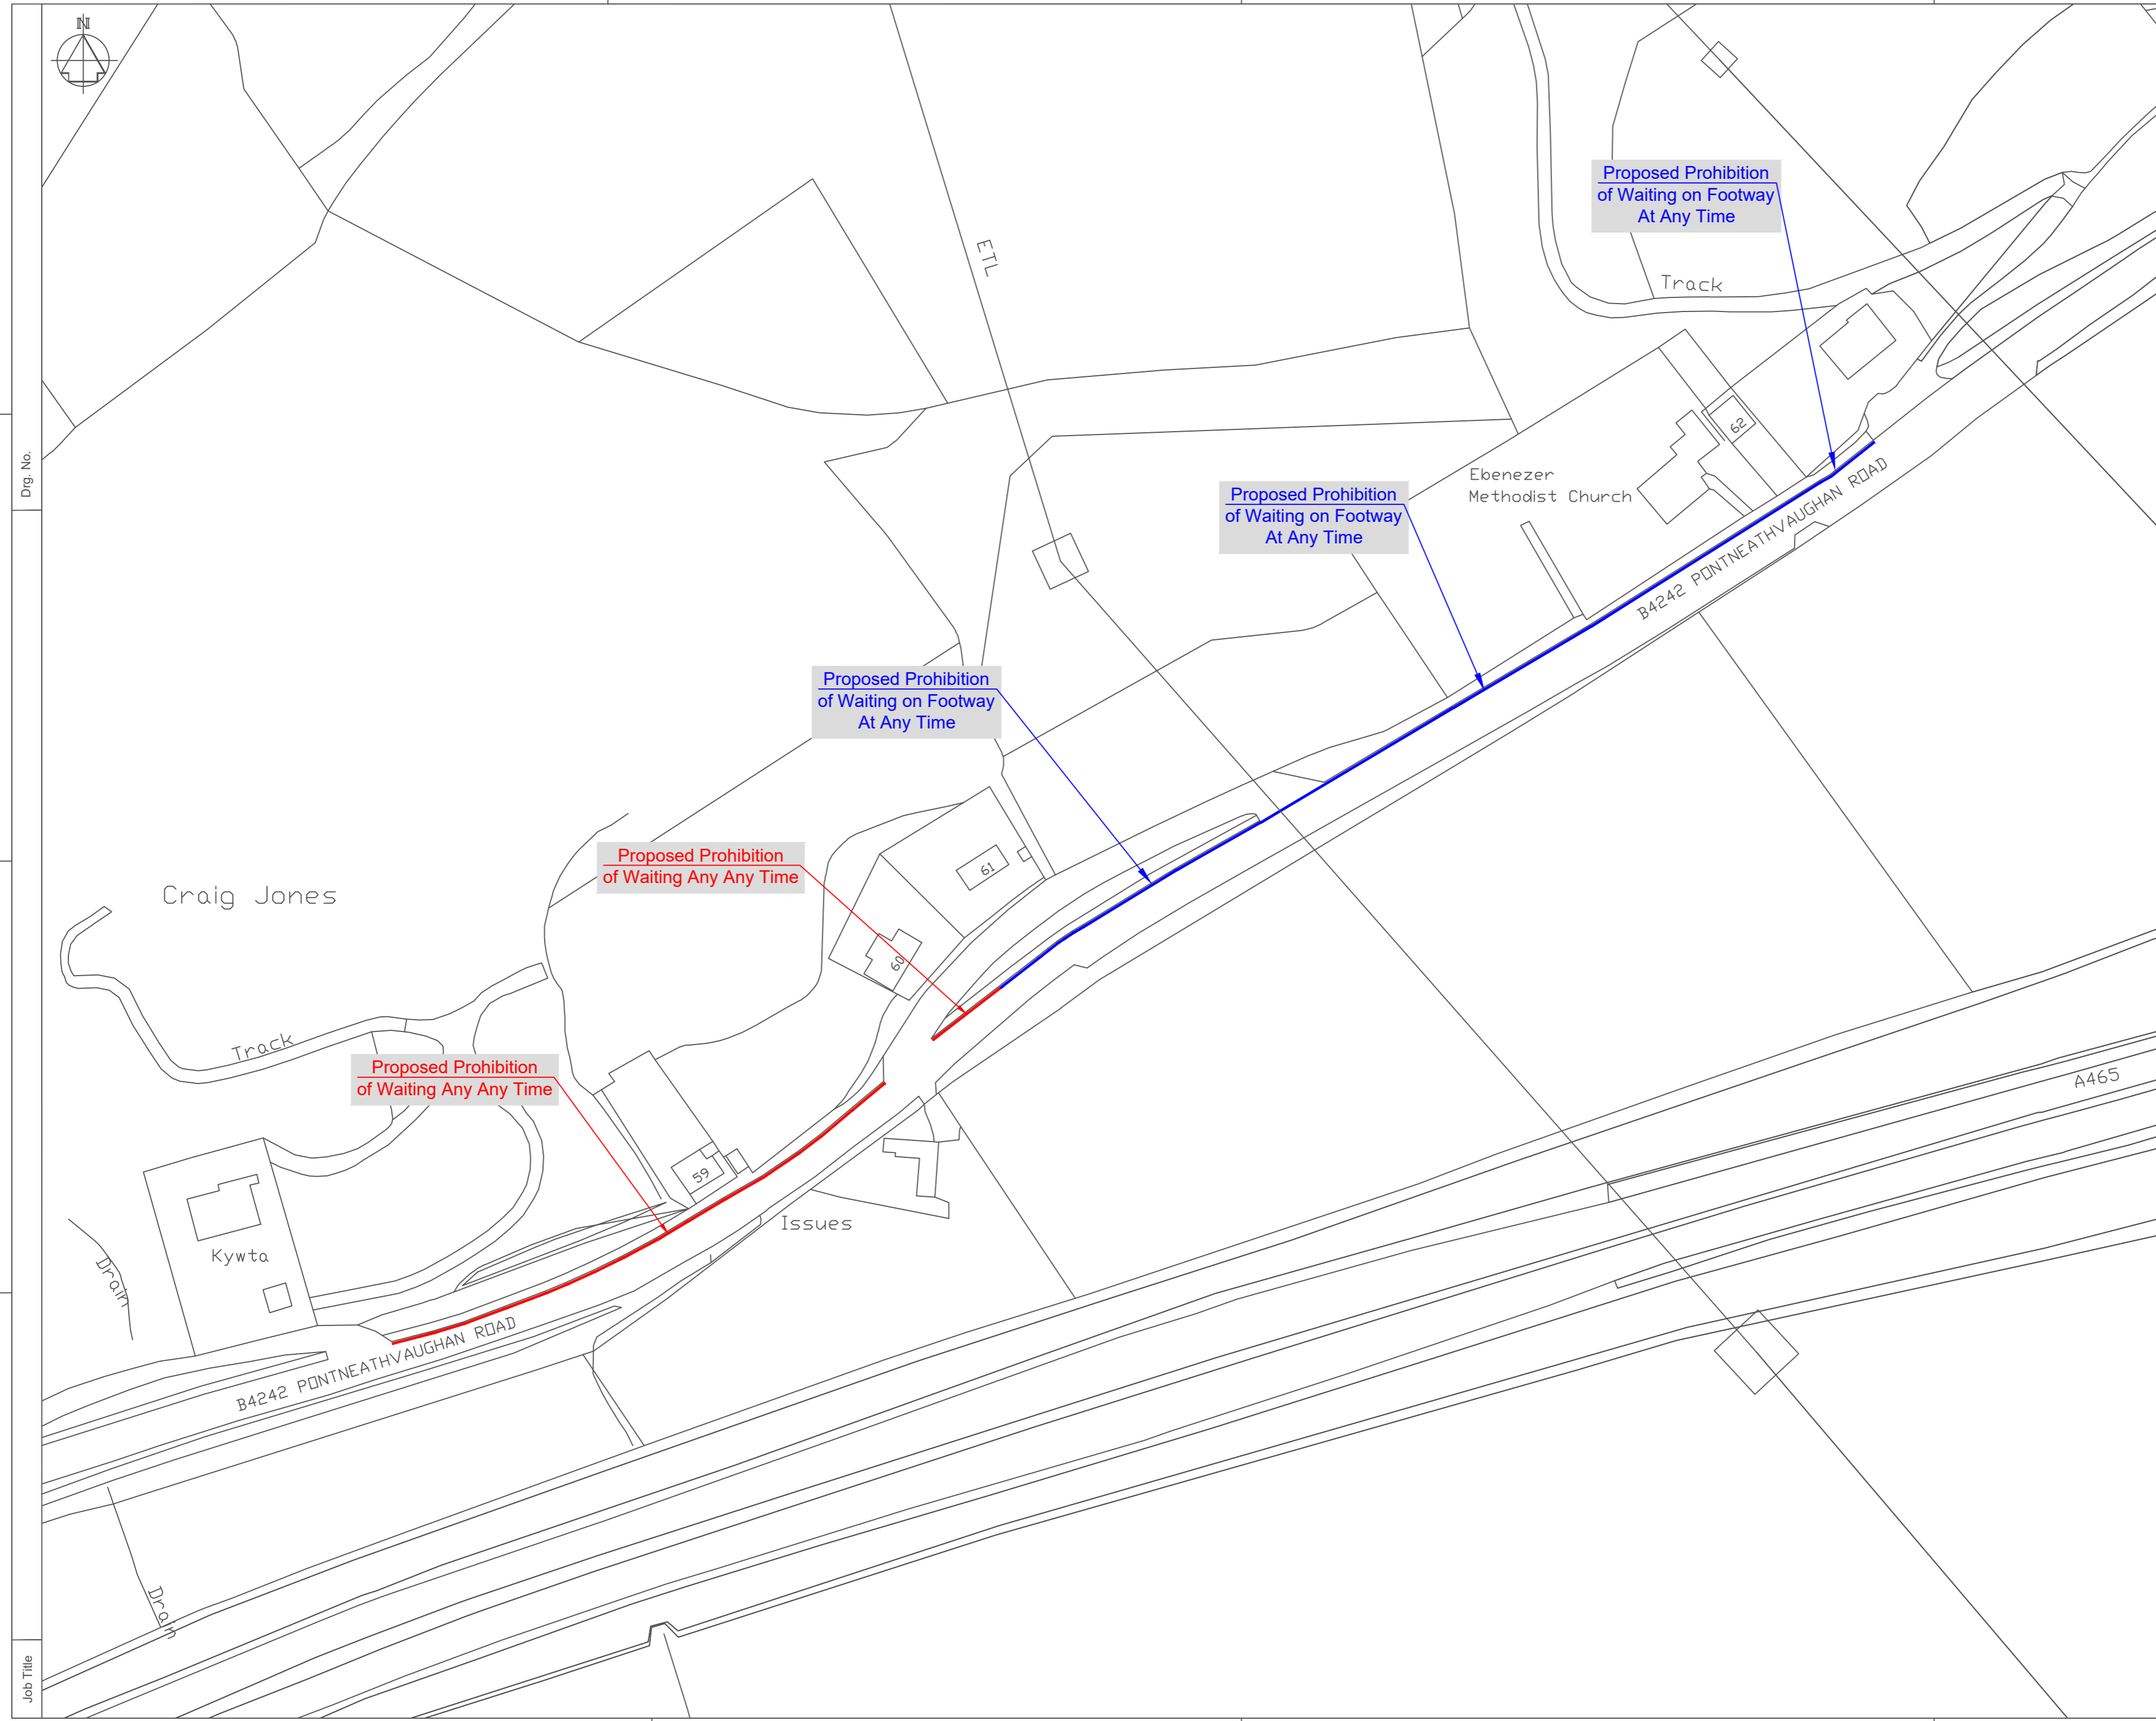 N
Proposed Prohibition
of Waiting on Footway
At Any Time
ETL
Track
62
Drg. No.
Ebenezer
Methodist Church
Proposed Prohibition
of Waiting on Footway
At Any Time
B4242 PONTNEATHVAUGHAN ROAD
Proposed Prohibition
of Waiting on Footway
At Any Time
Proposed Prohibition
of Waiting Any Any Time
61
Craig Jones
60
Track
Proposed Prohibition
of Waiting Any Any Time
A465
59
Issues
Kywta
Drain
B4242 PONTNEATHVAUGHAN ROAD
Drain
Job Title